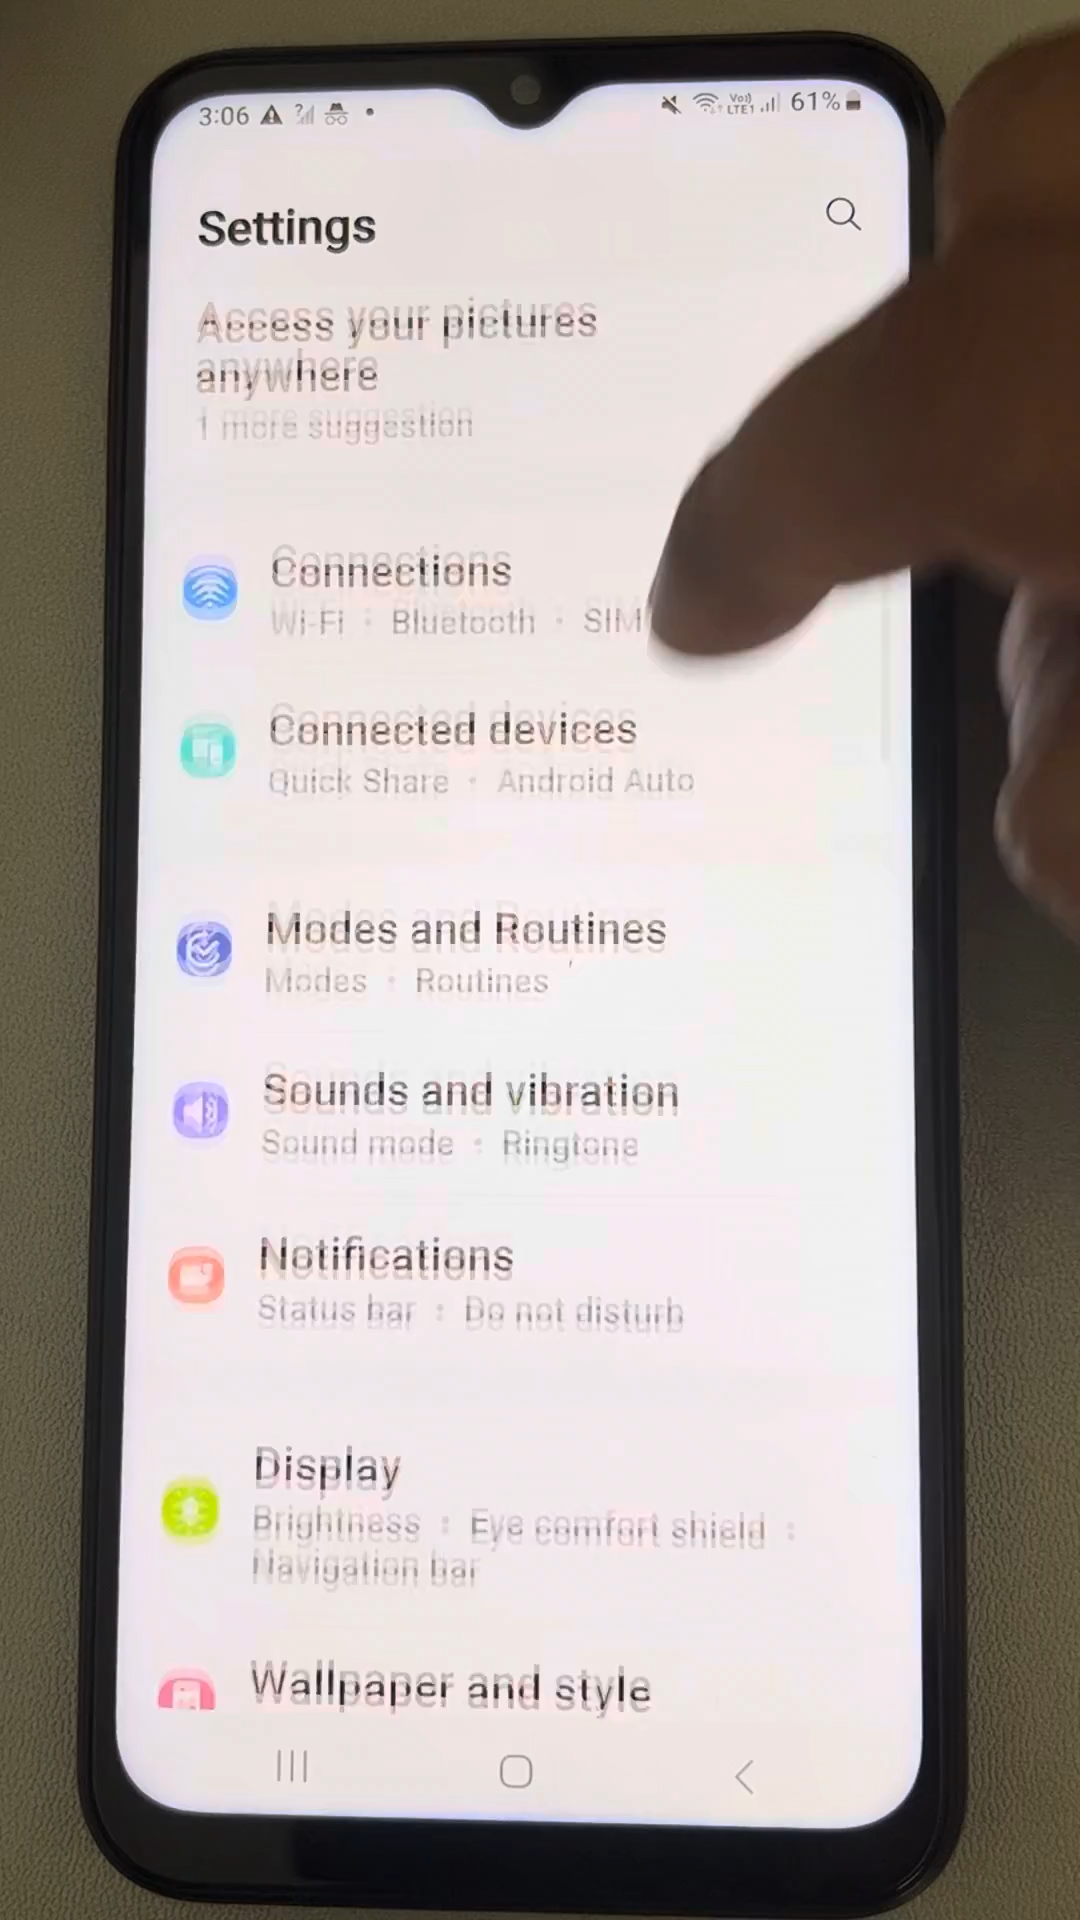 3:06
Vo))
LTE1
61%
Settings
Access your pictures
anywhere
1 more suggestion
Connections
Wi-Fi · Bluetooth · SIM
Connected devices
Quick Share · Android Auto
Modes and Routines
Modes · Routines
Sounds and vibration
Sound mode · Ringtone
Notifications
Status bar · Do not disturb
Display
Brightness · Eye comfort shield ·
Navigation bar
Wallpaper and style